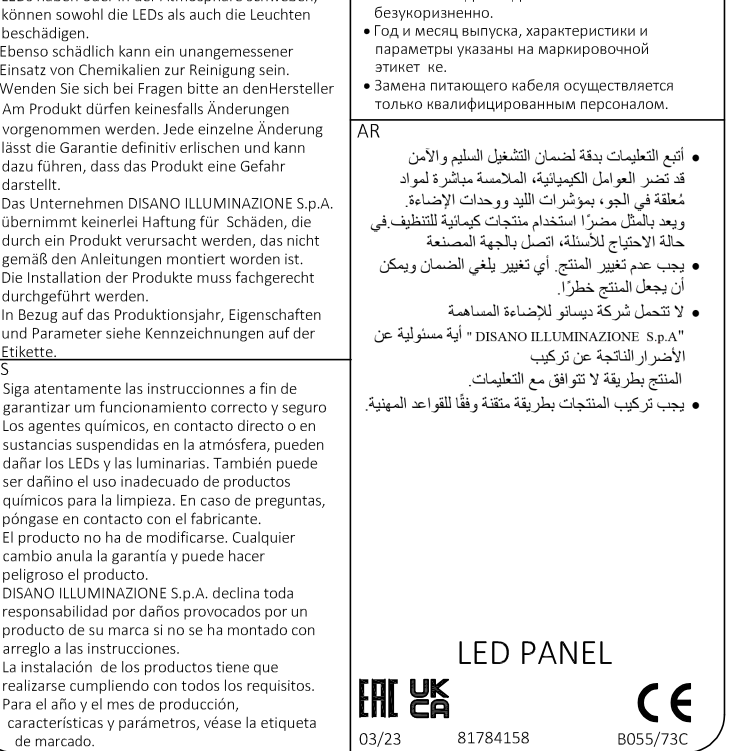 können sowohl die LEDs als auch die Leuchten
beschädigen.
Ebenso schädlich kann ein unangemessener
Einsatz von Chemikalien zur Reinigung sein.
Wenden Sie sich bei Fragen bitte an denHersteller
Am Produkt dürfen keinesfalls Änderungen
vorgenommen werden. Jede einzelne Änderung
lässt die Garantie definitiv erlischen und kann
dazu führen, dass das Produkt eine Gefahr
darstellt.
Das Unternehmen DISANO ILLUMINAZIONE S.p.A.
übernimmt keinerlei Haftung für Schäden, die
durch ein Produkt verursacht werden, das nicht
gemäß den Anleitungen montiert worden ist.
Die Installation der Produkte muss fachgerecht
durchgeführt werden.
In Bezug auf das Produktionsjahr, Eigenschaften
und Parameter siehe Kennzeichnungen auf der
Etikette.
S
Siga atentamente las instruccionnes a fin de
garantizar um funcionamiento correcto y seguro
Los agentes químicos, en contacto directo o en
sustancias suspendidas en la atmósfera, pueden
dañar los LEDs y las luminarias. También puede
ser dañino el uso inadecuado de productos
químicos para la limpieza. En caso de preguntas,
póngase en contacto con el fabricante.
El producto no ha de modificarse. Cualquier
cambio anula la garantía y puede hacer
peligroso el producto.
DISANO ILLUMINAZIONE S.p.A. declina toda
responsabilidad por daños provocados por un
producto de su marca si no se ha montado con
arreglo a las instrucciones.
La instalación de los productos tiene que
realizarse cumpliendo con todos los requisitos.
Para el año y el mes de producción,
características y parámetros, véase la etiqueta
de marcado.
безукоризненно.
• Год и месяц выпуска, характеристики и
параметры указаны на маркировочной
этикет ке.
• Замена питающего кабеля осуществляется
только квалифицированным персоналом.
AR
• أتبع التعليمات بدقة لضمان التشغيل السليم والآمن
قد تضر العوامل الكيميائية، الملامسة مباشرة لمواد
مُعلقة في الجو، بمؤشرات الليد ووحدات الإضاءة.
ويعد بالمثل مضرًا استخدام منتجات كيمائية للتنظيف.في
حالة الاحتياج للأسئلة، اتصل بالجهة المصنعة
• يجب عدم تغيير المنتج. أي تغيير يلغي الضمان ويمكن
أن يجعل المنتج خطرًا.
• لا تتحمل شركة ديسانو للإضاءة المساهمة
"DISANO ILLUMINAZIONE S.p.A" أية مسئولية عن
الأضرار الناتجة عن تركيب
المنتج بطريقة لا تتوافق مع التعليمات.
• يجب تركيب المنتجات بطريقة متقنة وفقًا للقواعد المهنية.
LED PANEL
EAC UK CA CE
03/23 81784158 B055/73C